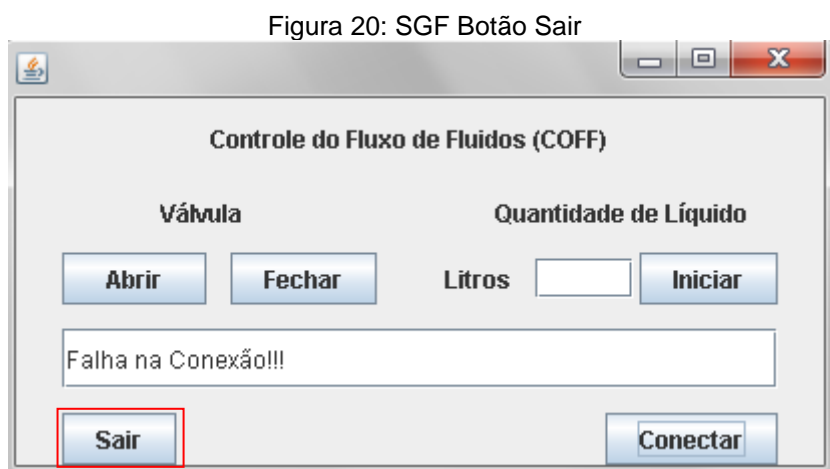 Figura 20: SGF Botão Sair
Controle do Fluxo de Fluidos (COFF)
Válvula Quantidade de Líquido
Abrir Fechar Litros Iniciar
Falha na Conexão!!!
Sair Conectar